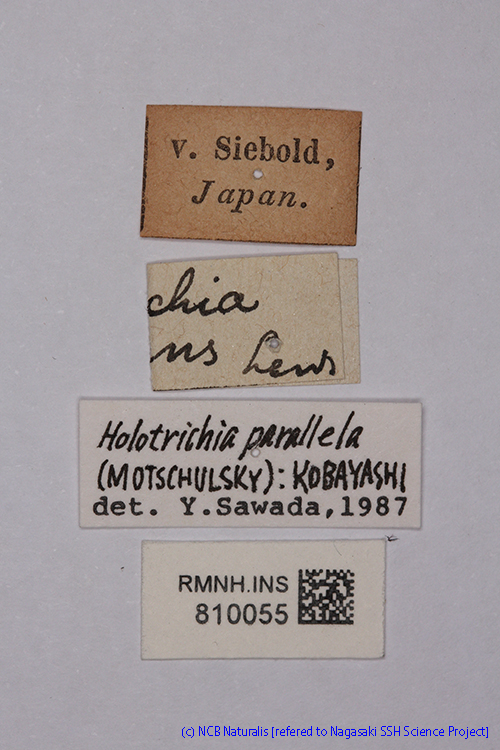 v. Siebold,
Japan.
chia
ns Lews
Holotrichia parallela
(MOTSCHULSKY): KOBAYASHI
det. Y.Sawada,1987
RMNH.INS
810055
(c) NCB Naturalis [refered to Nagasaki SSH Science Project]